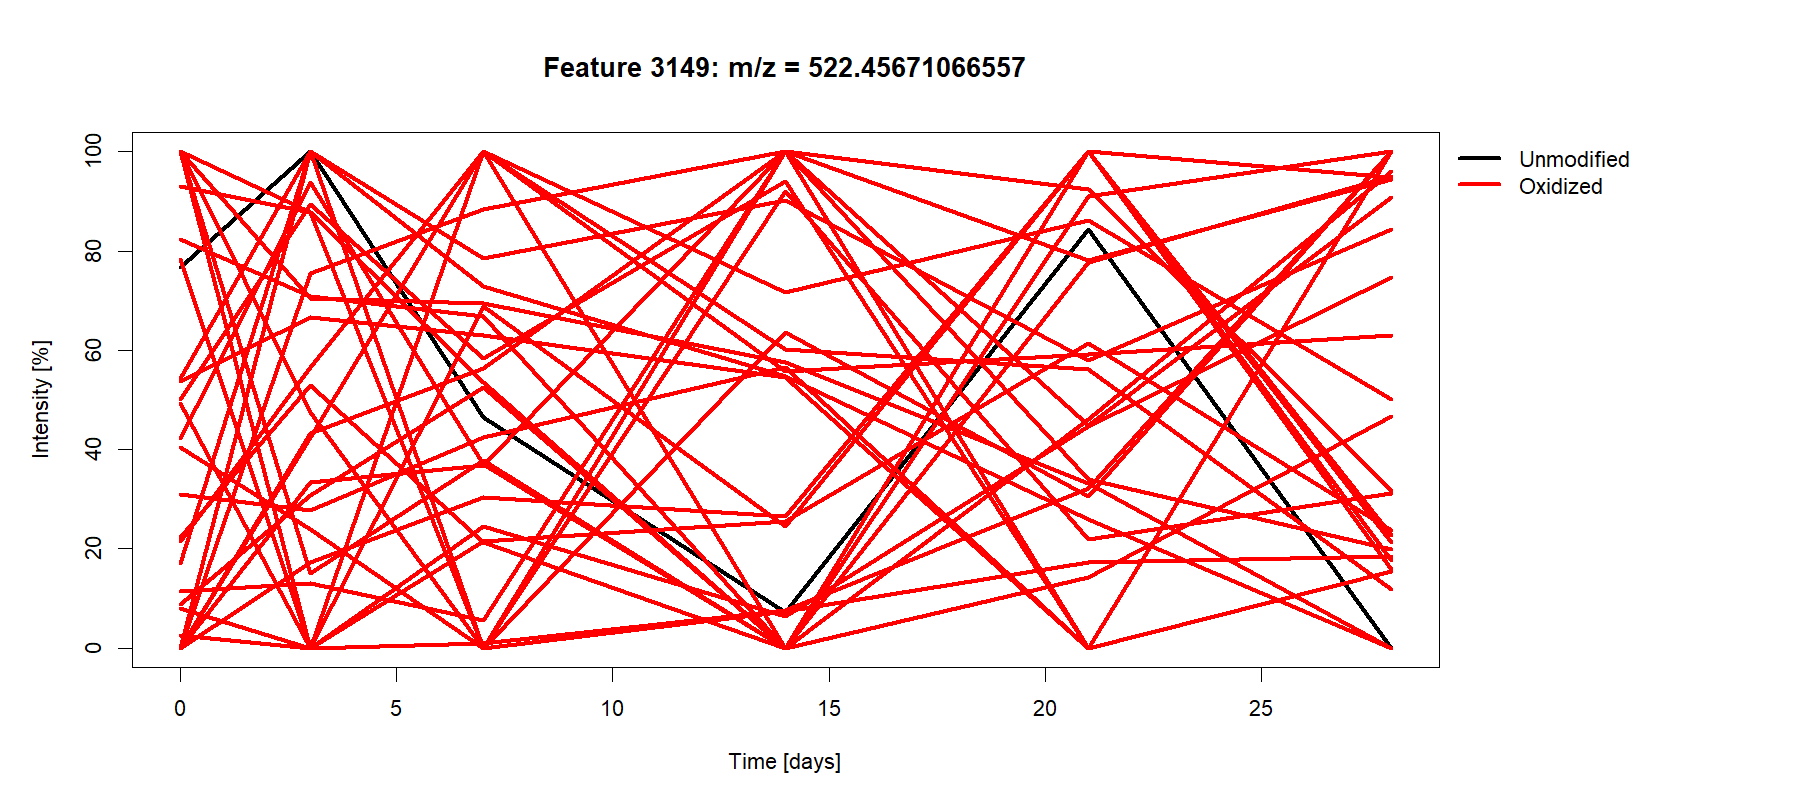 Feature 3149: m/z = 522.45671066557
Unmodified
Oxidized
Intensity [%]
100
80
60
40
20
0
0 5 10 15 20 25
Time [days]